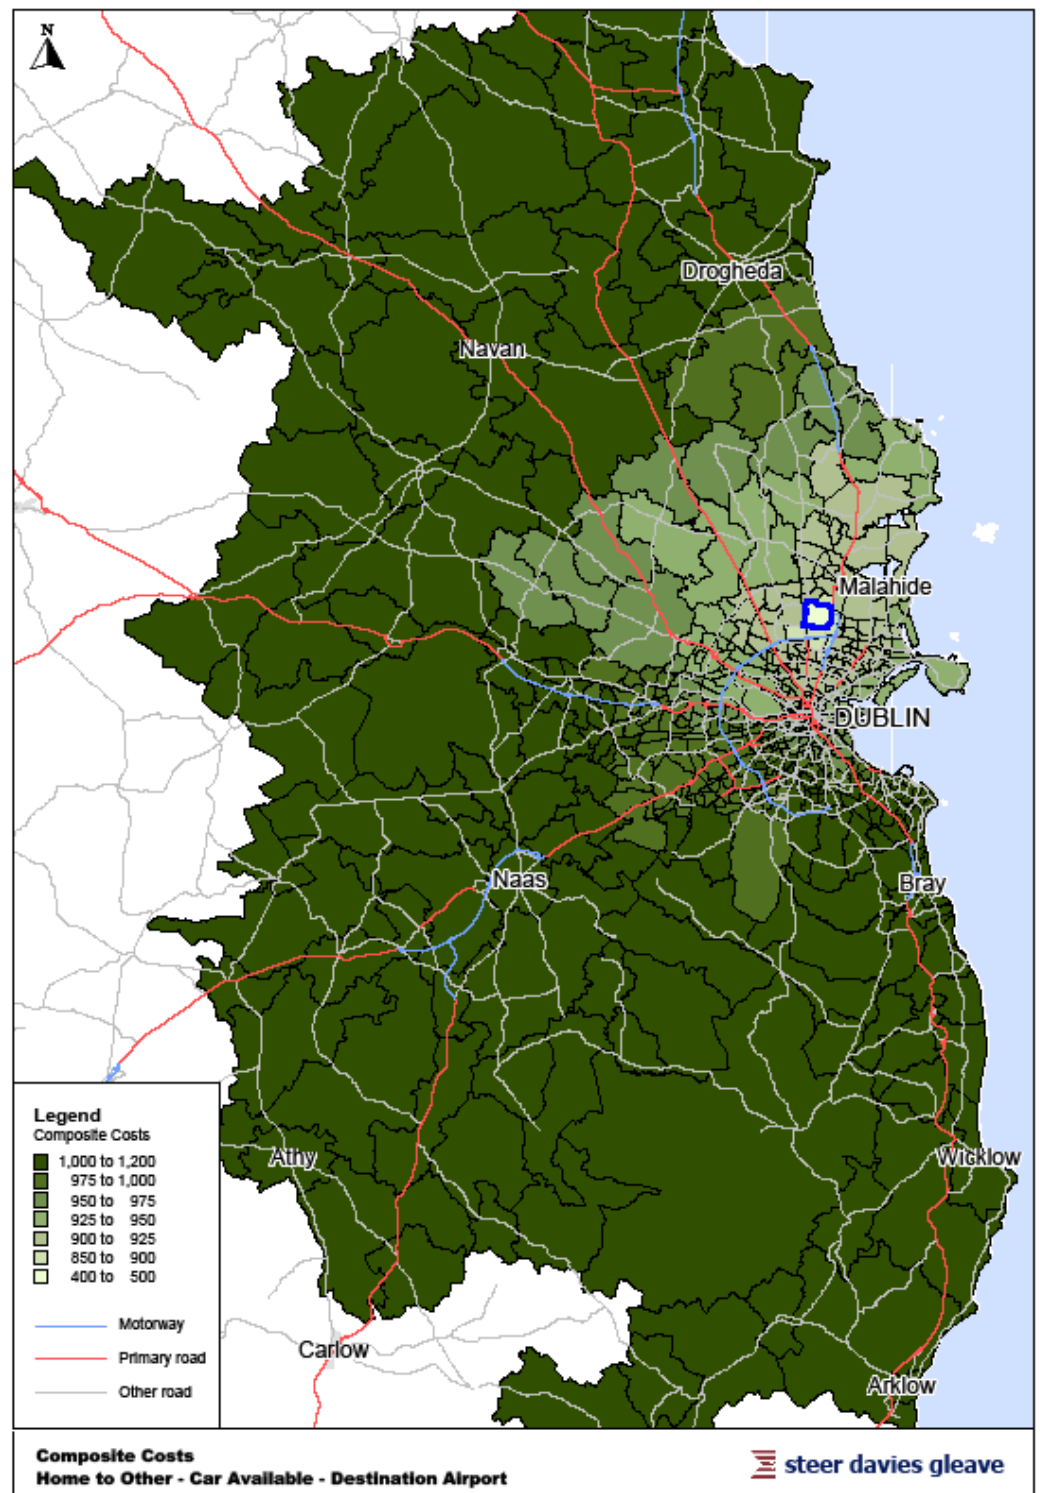 N
Drogheda
Navan
Malahide
DUBLIN
Naas
Bray
Athy
Wicklow
Carlow
Arklow
Legend
Composite Costs
1,000 to 1,200
975 to 1,000
950 to 975
925 to 950
900 to 925
850 to 900
400 to 500
Motorway
Primary road
Other road
Composite Costs
Home to Other - Car Available - Destination Airport
steer davies gleave